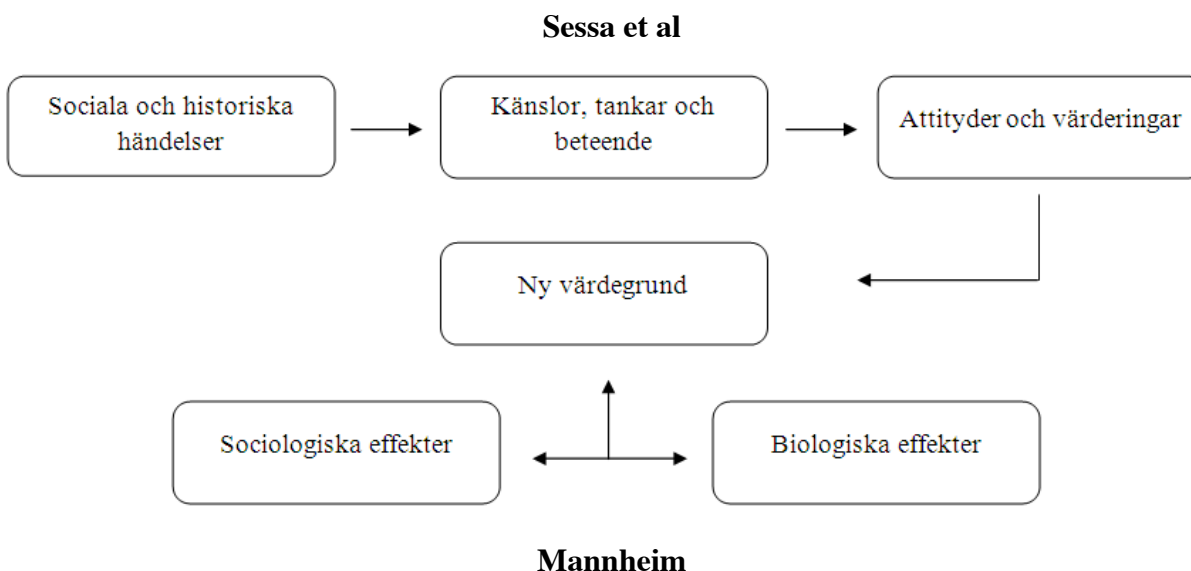 Sessa et al
Sociala och historiska
händelser
Känslor, tankar och
beteende
Attityder och värderingar
Ny värdegrund
Sociologiska effekter
Biologiska effekter
Mannheim